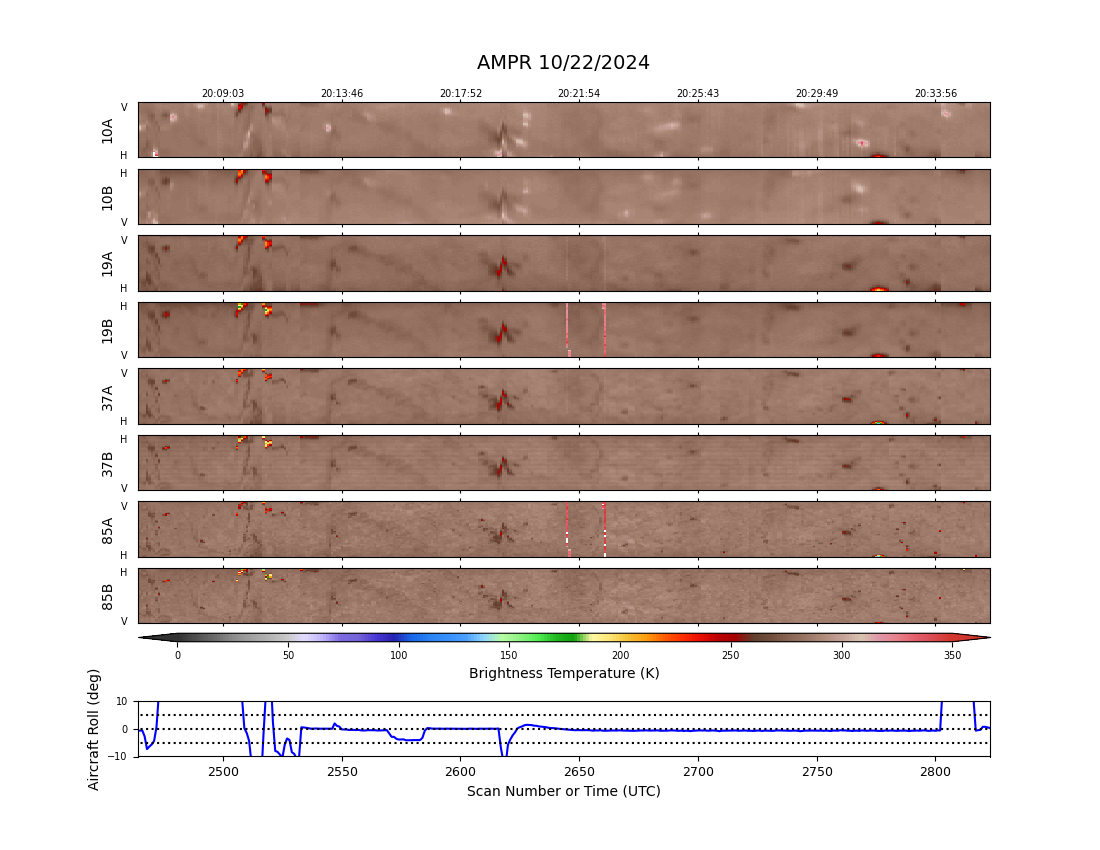 AMPR 10/22/2024
20:09:03 20:13:46 20:17:52 20:21:54 20:25:43 20:29:49 20:33:56
V
10A
H
H
10B
V
V
19A
H
H
19B
V
V
37A
H
H
37B
V
V
85A
H
H
85B
V
0 50 100 150 200 250 300 350
Brightness Temperature (K)
Aircraft Roll (deg)
10
0
−10
2500 2550 2600 2650 2700 2750 2800
Scan Number or Time (UTC)